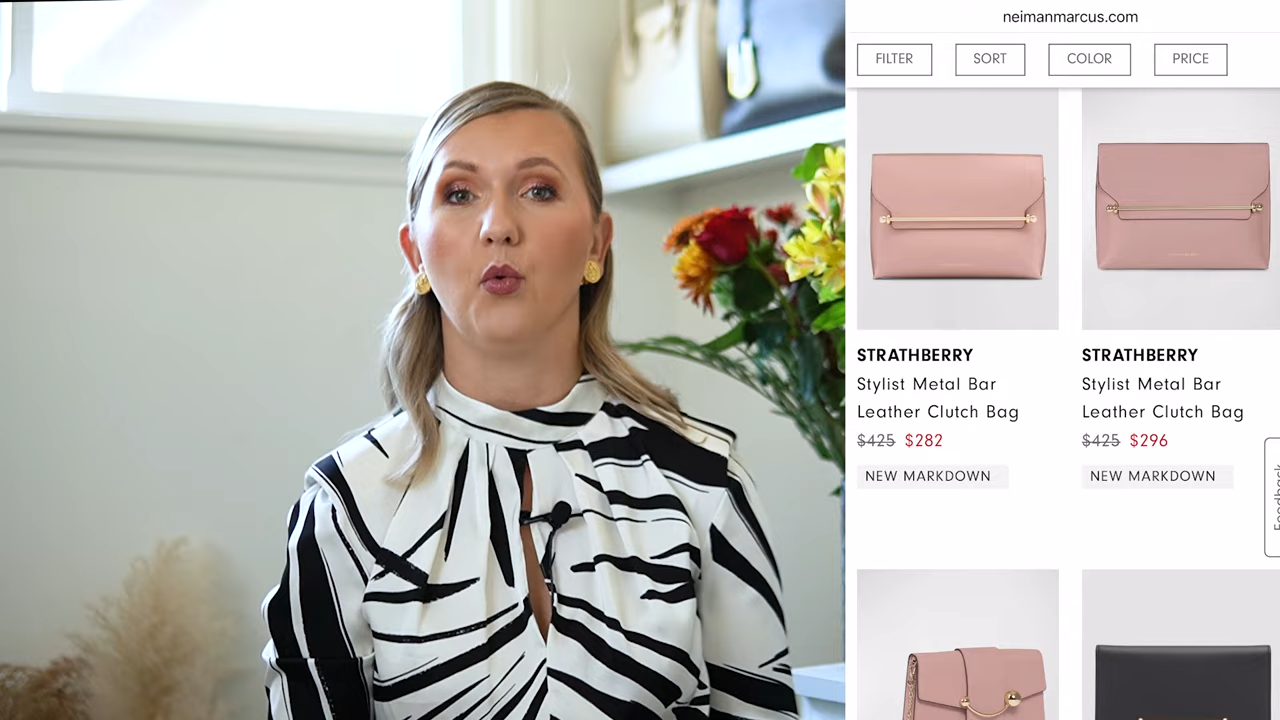 neimanmarcus.com
FILTER
SORT
COLOR
PRICE
STRATHBERRY
Stylist Metal Bar
Leather Clutch Bag
$425 $282
NEW MARKDOWN
STRATHBERRY
Stylist Metal Bar
Leather Clutch Bag
$425 $296
NEW MARKDOWN
Feedback